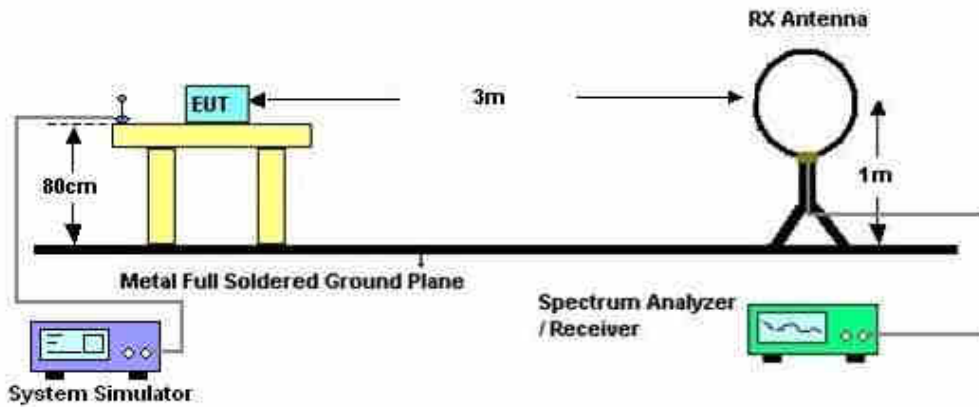 RX Antenna
EUT
3m
80cm
1m
Metal Full Soldered Ground Plane
Spectrum Analyzer
/ Receiver
System Simulator